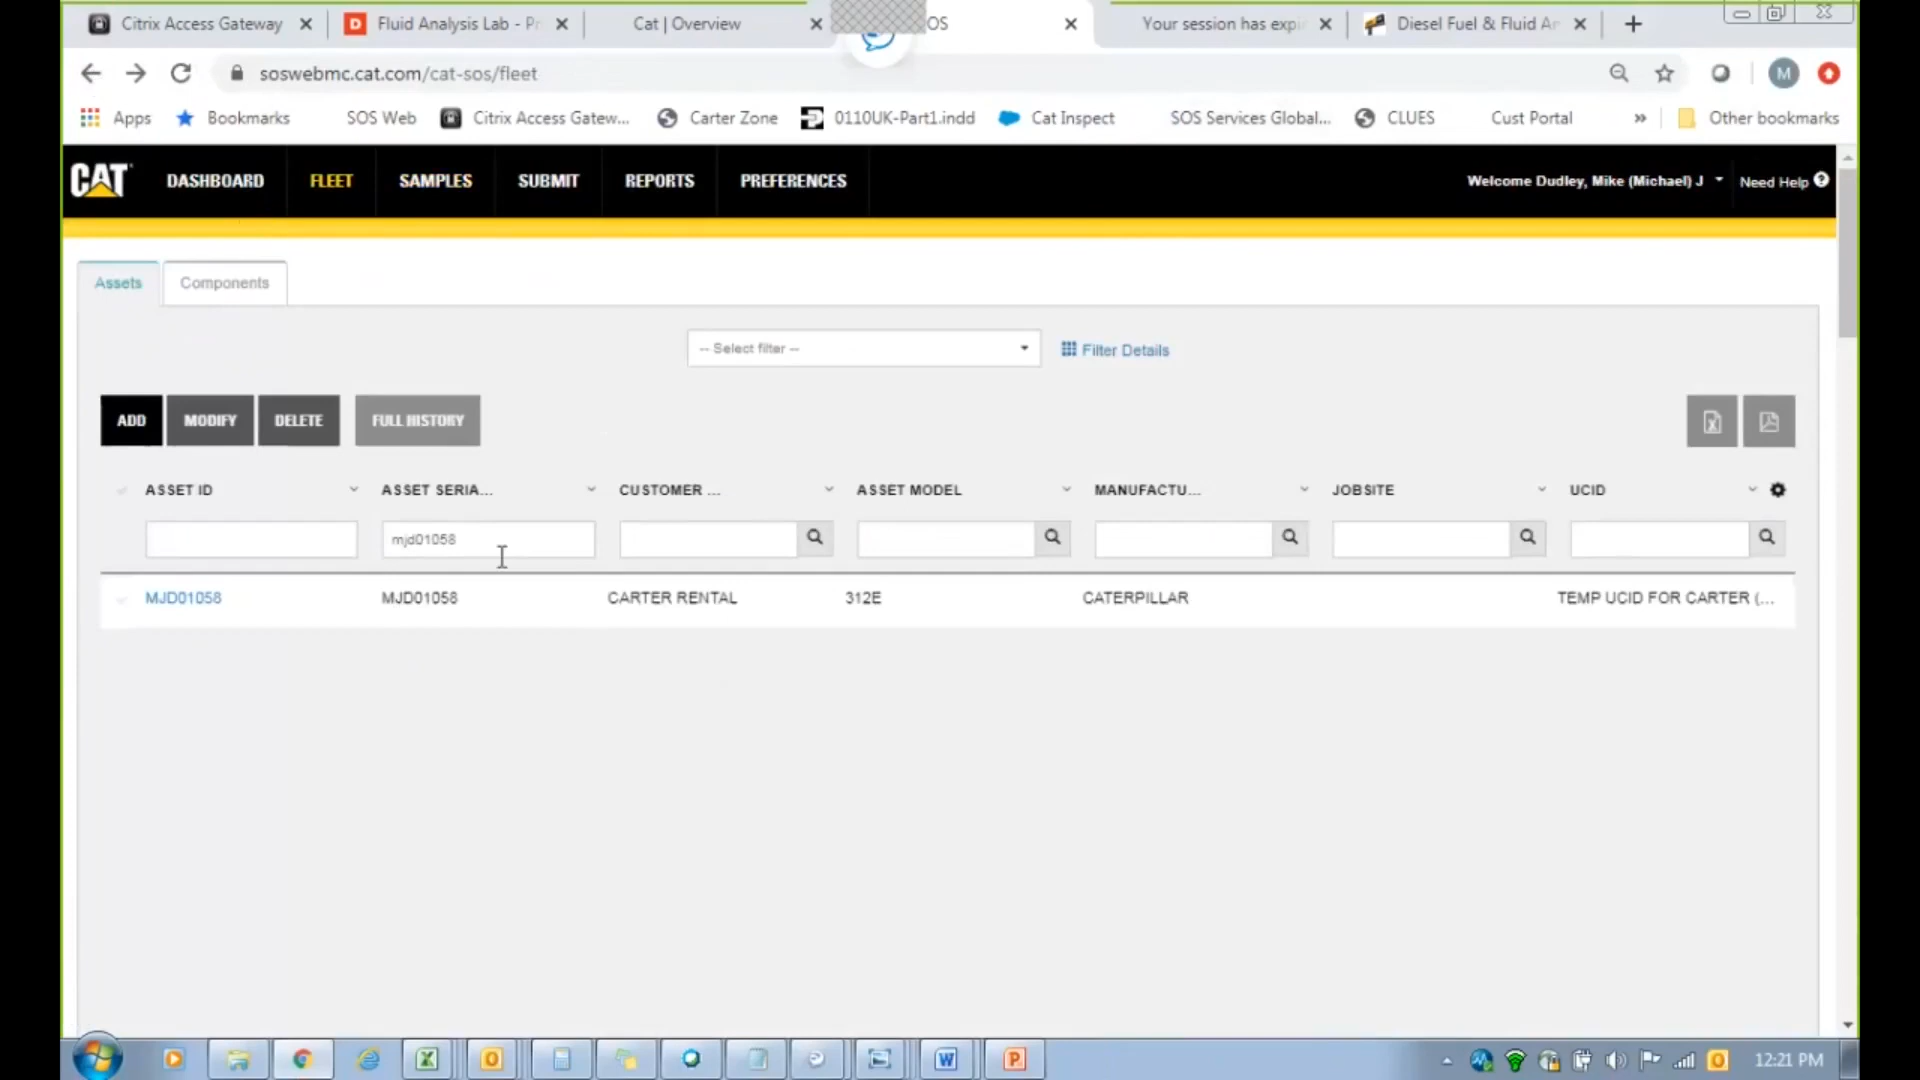 Citrix Access Gateway
Fluid Analysis Lab - Pr
Cat | Overview
OS
Your session has expi
Diesel Fuel & Fluid An
soswebmc.cat.com/cat-sos/fleet
M
Apps
Bookmarks
SOS Web
Citrix Access Gatew...
Carter Zone
0110UK-Part1.indd
Cat Inspect
SOS Services Global...
CLUES
Cust Portal
»
Other bookmarks
CAT
DASHBOARD
FLEET
SAMPLES
SUBMIT
REPORTS
PREFERENCES
Welcome Dudley, Mike (Michael) J
Need Help ?
Assets
Components
-- Select filter --
Filter Details
ADD
MODIFY
DELETE
FULL HISTORY
ASSET ID
ASSET SERIA...
CUSTOMER ...
ASSET MODEL
MANUFACTU...
JOBSITE
UCID
mjd01058
MJD01058
MJD01058
CARTER RENTAL
312E
CATERPILLAR
TEMP UCID FOR CARTER (...
12:21 PM